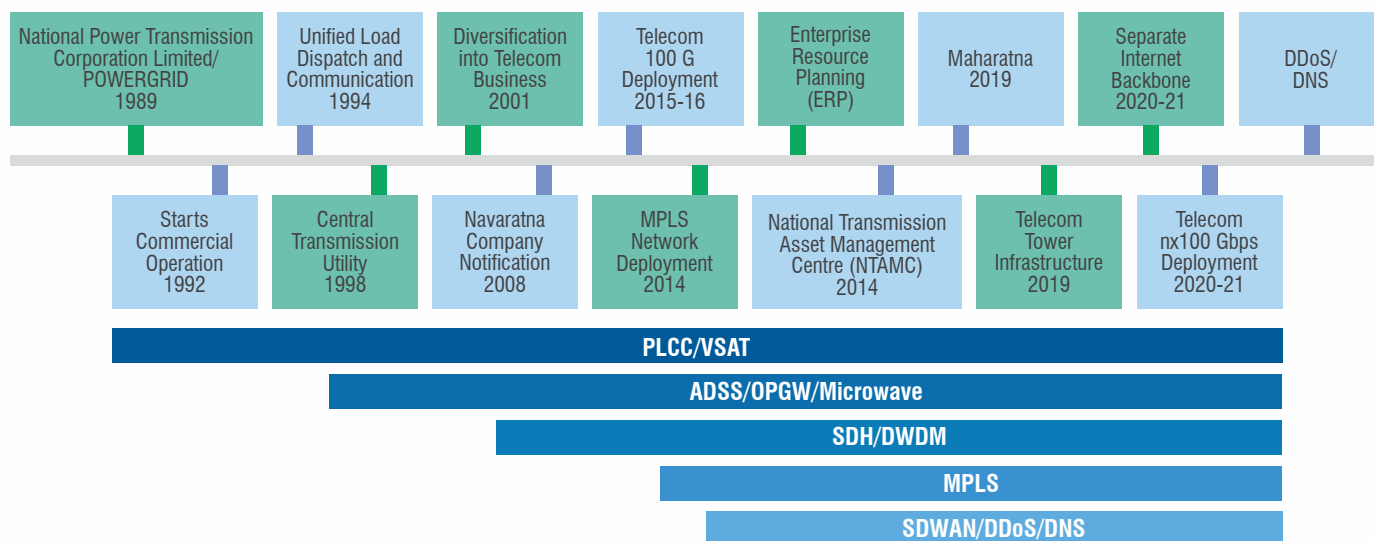 National Power Transmission
Corporation Limited/
POWERGRID
1989
Unified Load
Dispatch and
Communication
1994
Diversification
into Telecom
Business
2001
Telecom
100 G
Deployment
2015-16
Enterprise
Resource
Planning
(ERP)
Maharatna
2019
Separate
Internet
Backbone
2020-21
DDoS/
DNS
Starts
Commercial
Operation
1992
Central
Transmission
Utility
1998
Navaratna
Company
Notification
2008
MPLS
Network
Deployment
2014
National Transmission
Asset Management
Centre (NTAMC)
2014
Telecom
Tower
Infrastructure
2019
Telecom
nx100 Gbps
Deployment
2020-21
PLCC/VSAT
ADSS/OPGW/Microwave
SDH/DWDM
MPLS
SDWAN/DDoS/DNS